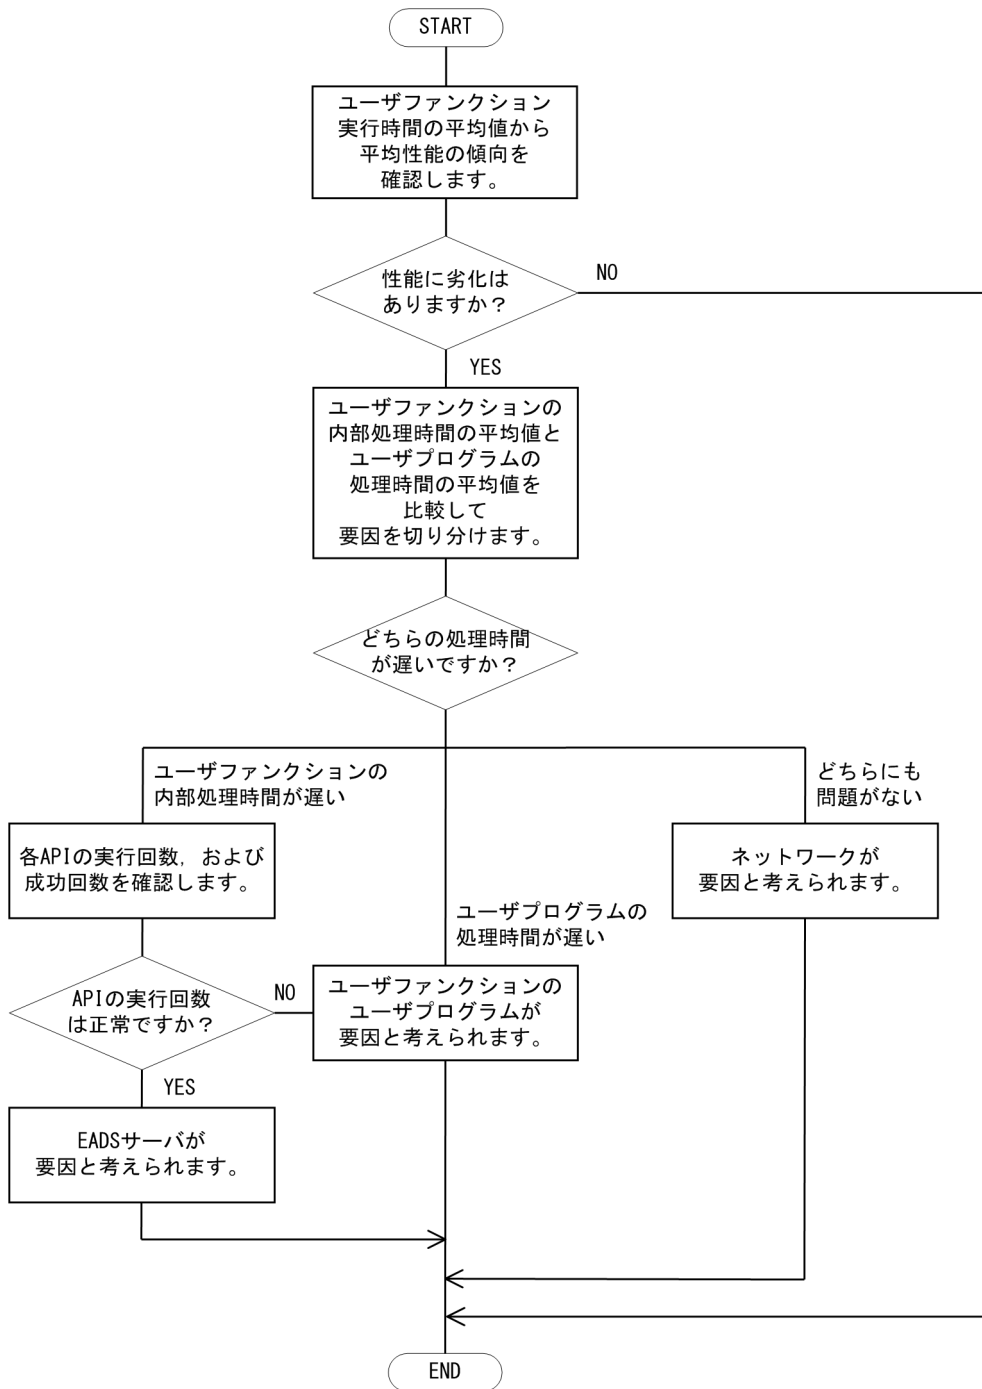 START
ユーザファンクション
実行時間の平均値から
平均性能の傾向を
確認します。
性能に劣化は
ありますか？
NO
YES
ユーザファンクションの
内部処理時間の平均値と
ユーザプログラムの
処理時間の平均値を
比較して
要因を切り分けます。
どちらの処理時間
が遅いですか？
ユーザファンクションの
内部処理時間が遅い
どちらにも
問題がない
各APIの実行回数，および
成功回数を確認します。
ネットワークが
要因と考えられます。
ユーザプログラムの
処理時間が遅い
APIの実行回数
は正常ですか？
NO
ユーザファンクションの
ユーザプログラムが
要因と考えられます。
YES
EADSサーバが
要因と考えられます。
END